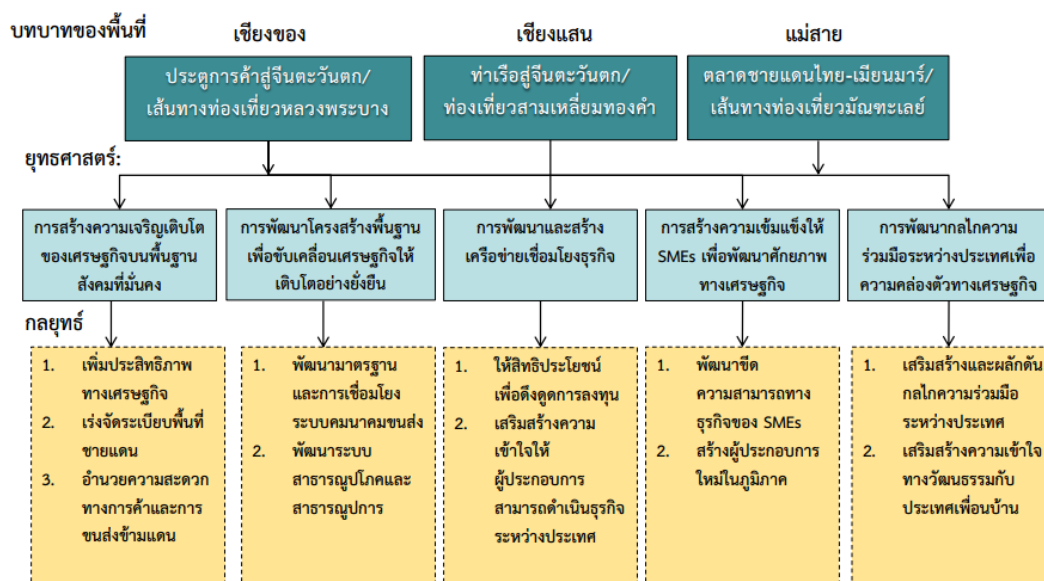 บทบาทของพื้นที่
เชียงของ
เชียงแสน
แม่สาย
ประตูการค้าสู่จีนตะวันตก/
เส้นทางท่องเที่ยวหลวงพระบาง
ท่าเรือสู่จีนตะวันตก/
ท่องเที่ยวสามเหลี่ยมทองคำ
ตลาดชายแดนไทย-เมียนมาร์/
เส้นทางท่องเที่ยวมัณฑะเลย์
ยุทธศาสตร์:
การสร้างความเจริญเติบโต
ของเศรษฐกิจบนพื้นฐาน
สังคมที่มั่นคง
การพัฒนาโครงสร้างพื้นฐาน
เพื่อขับเคลื่อนเศรษฐกิจให้
เติบโตอย่างยั่งยืน
การพัฒนาและสร้าง
เครือข่ายเชื่อมโยงธุรกิจ
การสร้างความเข้มแข็งให้
SMEs เพื่อพัฒนาศักยภาพ
ทางเศรษฐกิจ
การพัฒนากลไกความ
ร่วมมือระหว่างประเทศเพื่อ
ความคล่องตัวทางเศรษฐกิจ
กลยุทธ์
1. เพิ่มประสิทธิภาพ
ทางเศรษฐกิจ
2. เร่งจัดระเบียบพื้นที่
ชายแดน
3. อำนวยความสะดวก
ทางการค้าและการ
ขนส่งข้ามแดน
1. พัฒนามาตรฐาน
และการเชื่อมโยง
ระบบคมนาคมขนส่ง
2. พัฒนาระบบ
สาธารณูปโภคและ
สาธารณูปการ
1. ให้สิทธิประโยชน์
เพื่อดึงดูดการลงทุน
2. เสริมสร้างความ
เข้าใจให้
ผู้ประกอบการ
สามารถดำเนินธุรกิจ
ระหว่างประเทศ
1. พัฒนาขีด
ความสามารถทาง
ธุรกิจของ SMEs
2. สร้างผู้ประกอบการ
ใหม่ในภูมิภาค
1. เสริมสร้างและผลักดัน
กลไกความร่วมมือ
ระหว่างประเทศ
2. เสริมสร้างความเข้าใจ
ทางวัฒนธรรมกับ
ประเทศเพื่อนบ้าน